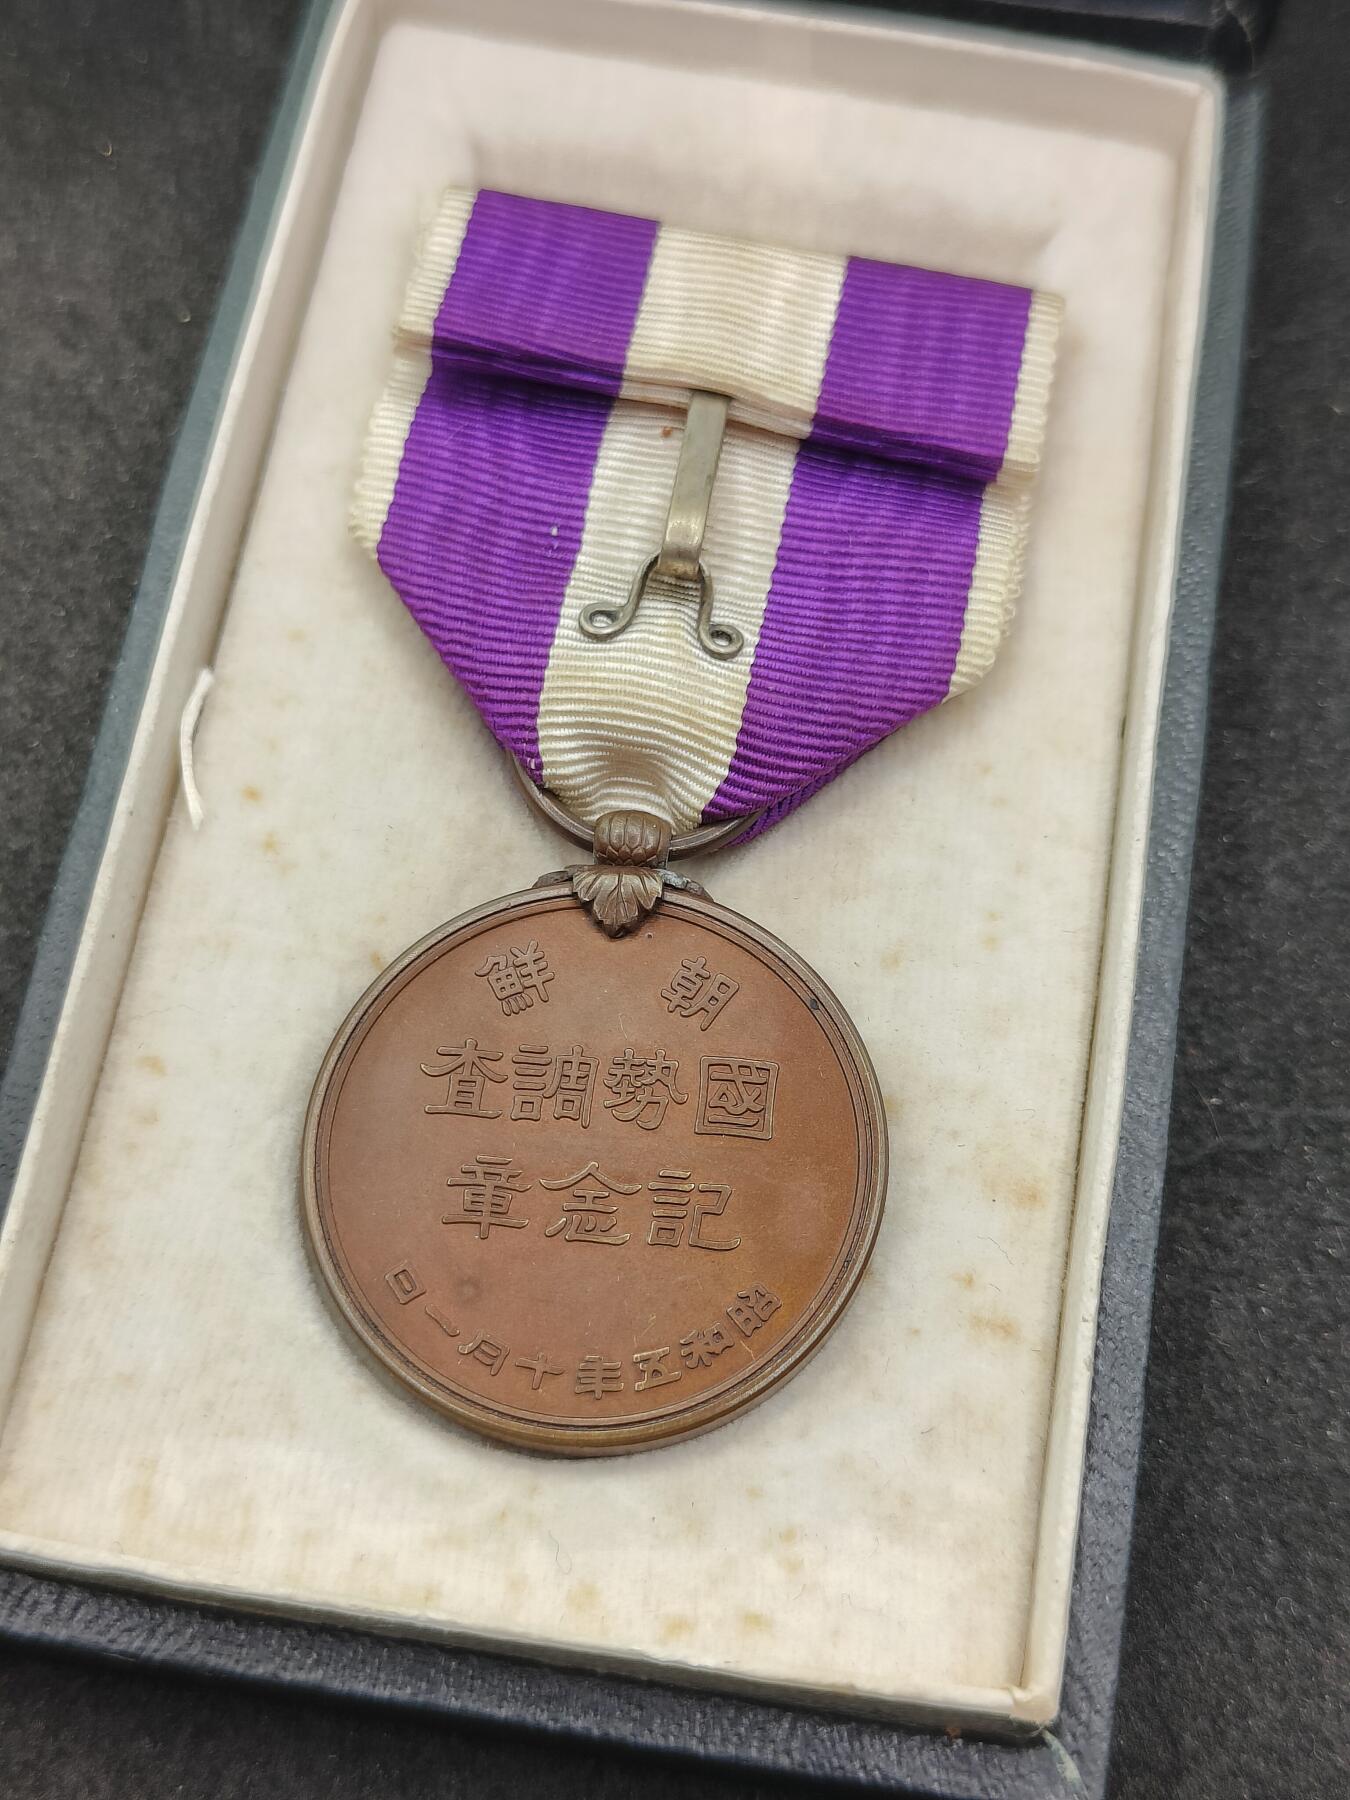 朝鮮
國勢調査
記念章
昭和五年十月一日